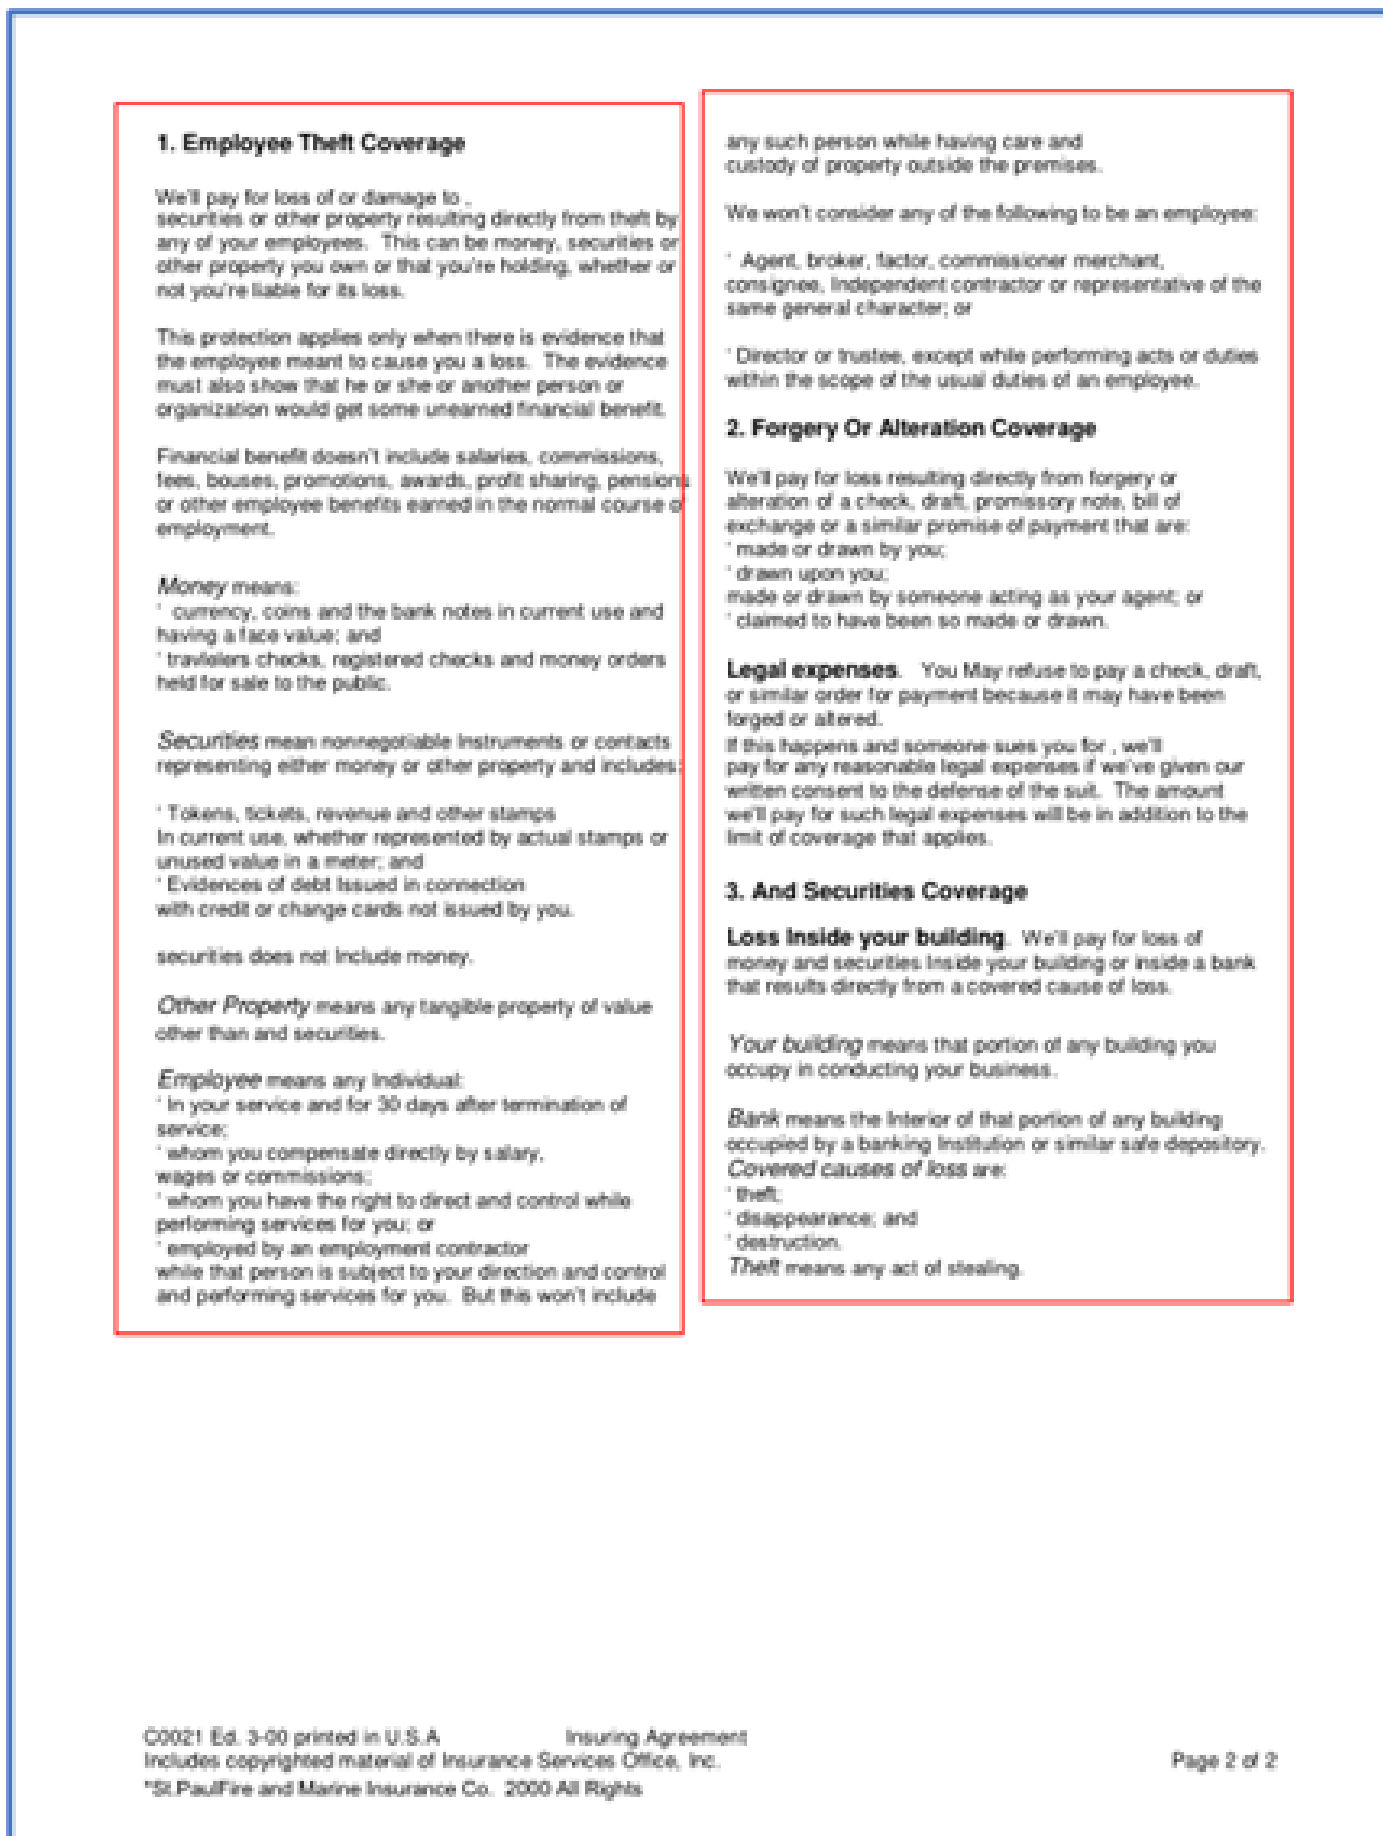 1. Employee Theft Coverage
We'll pay for loss of or damage to ,
securities or other property resulting directly from theft by
any of your employees. This can be money, securities or
other property you own or that you're holding, whether or
not you're liable for its loss.
This protection applies only when there is evidence that
the employee meant to cause you a loss. The evidence
must also show that he or she or another person or
organization would get some unearned financial benefit.
Financial benefit doesn't include salaries, commissions,
fees, bouses, promotions, awards, profit sharing, pensions
or other employee benefits earned in the normal course of
employment.
Money means:
' currency, coins and the bank notes in current use and
having a face value; and
' travlelers checks, registered checks and money orders
held for sale to the public.
Securities mean nonnegotiable Instruments or contacts
representing either money or other property and includes:
' Tokens, tickets, revenue and other stamps
In current use, whether represented by actual stamps or
unused value in a meter; and
' Evidences of debt Issued in connection
with credit or change cards not issued by you.
securities does not Include money.
Other Property means any tangible property of value
other than and securities.
Employee means any Individual:
' In your service and for 30 days after termination of
service;
' whom you compensate directly by salary,
wages or commissions;
' whom you have the right to direct and control while
performing services for you; or
' employed by an employment contractor
while that person is subject to your direction and control
and performing services for you. But this won't include
any such person while having care and
custody of property outside the premises.
We won't consider any of the following to be an employee:
' Agent, broker, factor, commissioner merchant,
consignee, Independent contractor or representative of the
same general character; or
' Director or trustee, except while performing acts or duties
within the scope of the usual duties of an employee.
2. Forgery Or Alteration Coverage
We'll pay for loss resulting directly from forgery or
alteration of a check, draft, promissory note, bill of
exchange or a similar promise of payment that are:
' made or drawn by you;
' drawn upon you;
made or drawn by someone acting as your agent; or
' claimed to have been so made or drawn.
Legal expenses. You May refuse to pay a check, draft,
or similar order for payment because it may have been
forged or altered.
If this happens and someone sues you for , we'll
pay for any reasonable legal expenses if we've given our
written consent to the defense of the suit. The amount
we'll pay for such legal expenses will be in addition to the
limit of coverage that applies.
3. And Securities Coverage
Loss Inside your building. We'll pay for loss of
money and securities Inside your building or inside a bank
that results directly from a covered cause of loss.
Your building means that portion of any building you
occupy in conducting your business.
Bank means the Interior of that portion of any building
occupied by a banking Institution or similar safe depository.
Covered causes of loss are:
' theft;
' disappearance; and
' destruction.
Theft means any act of stealing.
C0021 Ed. 3-00 printed in U.S.A Insuring Agreement
Includes copyrighted material of Insurance Services Office, Inc. Page 2 of 2
"St.PaulFire and Marine Insurance Co. 2000 All Rights